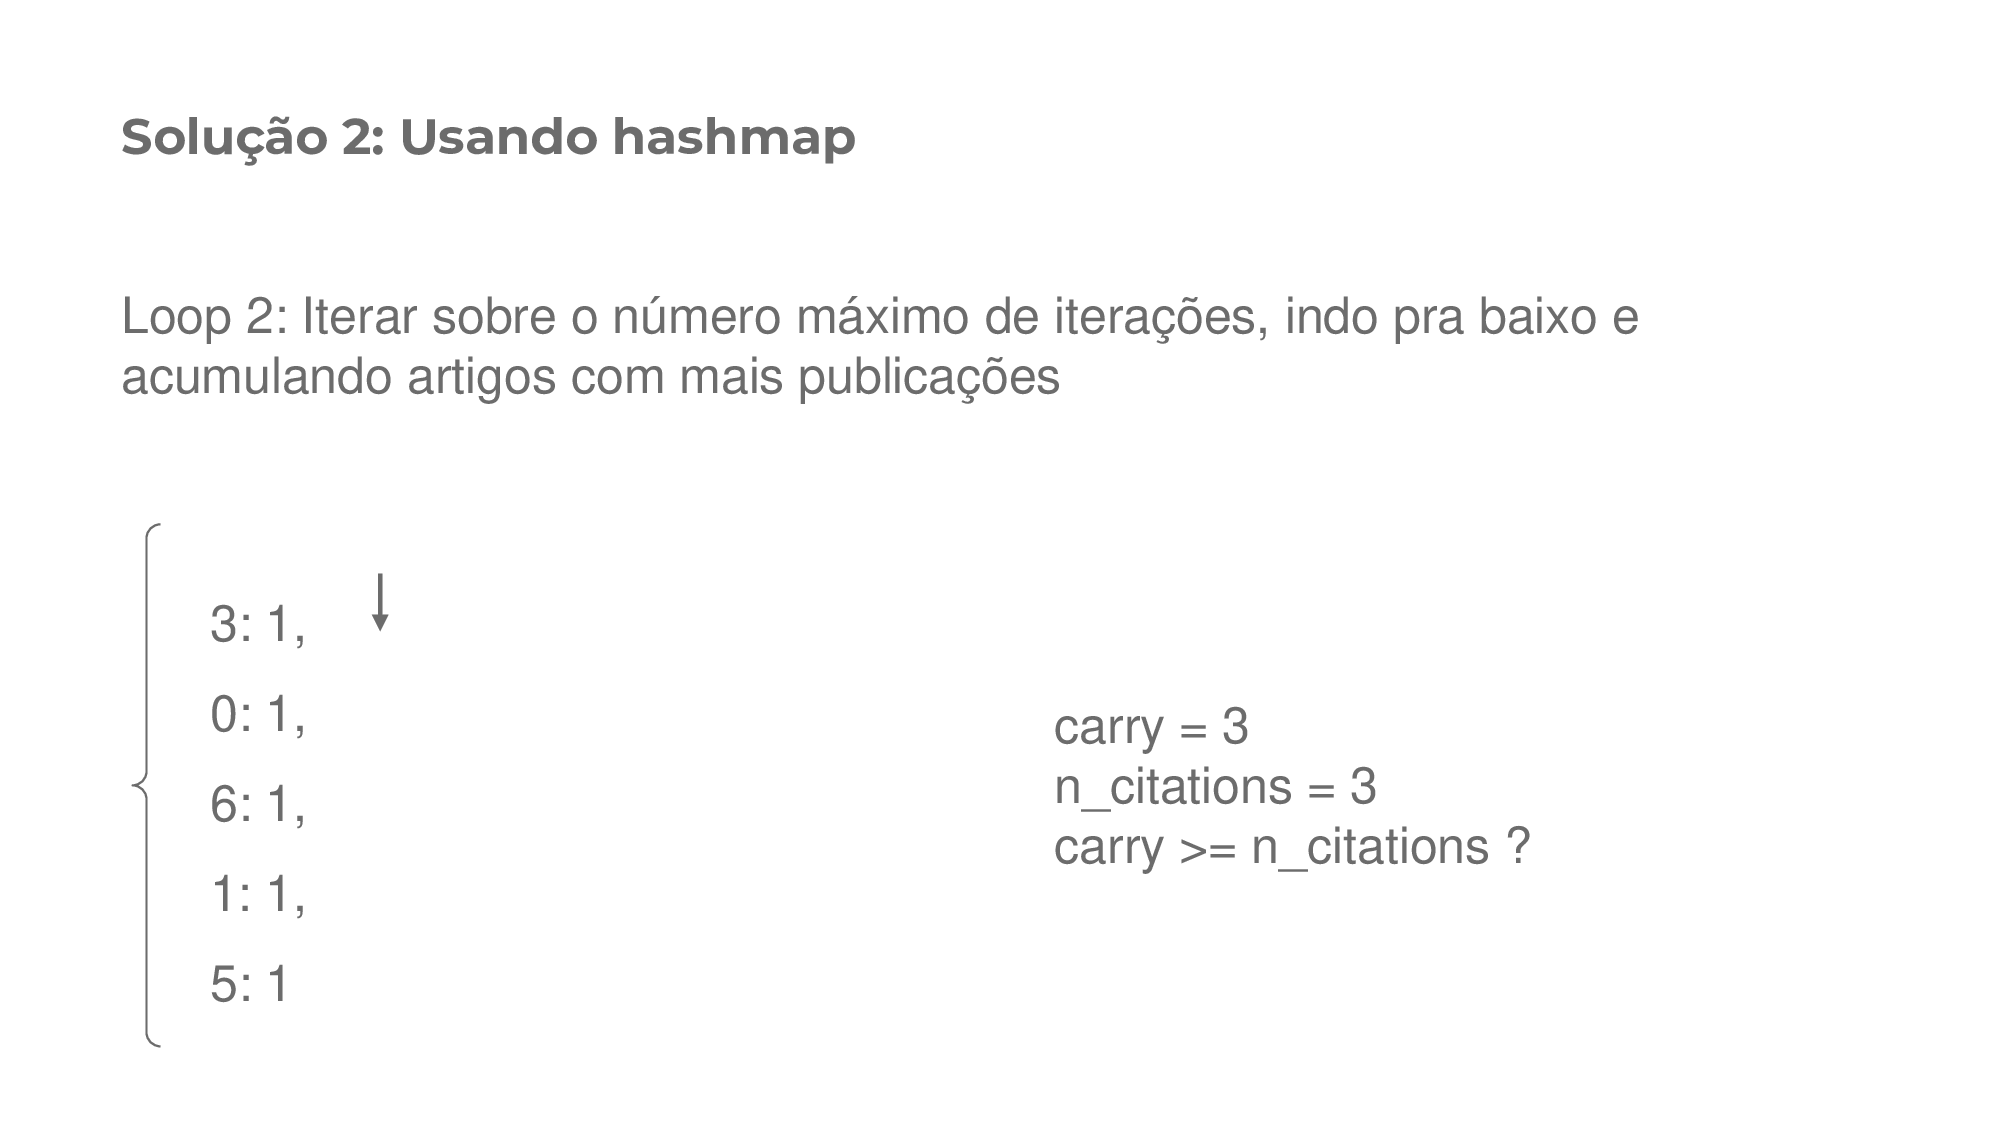 Solução 2: Usando hashmap
Loop 2: Iterar sobre o número máximo de iterações, indo pra baixo e
acumulando artigos com mais publicações
3: 1,
0: 1,
6: 1,
1: 1,
5: 1
carry = 3
n_citations = 3
carry >= n_citations ?